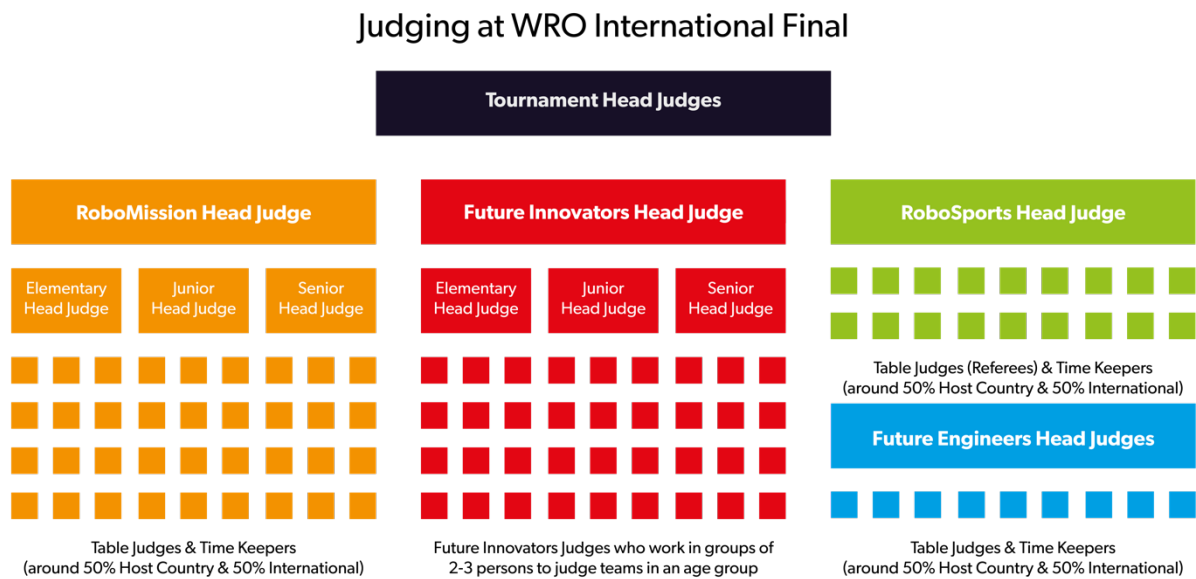 Judging at WRO International Final
Tournament Head Judges
RoboMission Head Judge
Elementary
Head Judge
Junior
Head Judge
Senior
Head Judge
Table Judges & Time Keepers
(around 50% Host Country & 50% International)
Future Innovators Head Judge
Elementary
Head Judge
Junior
Head Judge
Senior
Head Judge
Future Innovators Judges who work in groups of
2-3 persons to judge teams in an age group
RoboSports Head Judge
Table Judges (Referees) & Time Keepers
(around 50% Host Country & 50% International)
Future Engineers Head Judges
Table Judges & Time Keepers
(around 50% Host Country & 50% International)